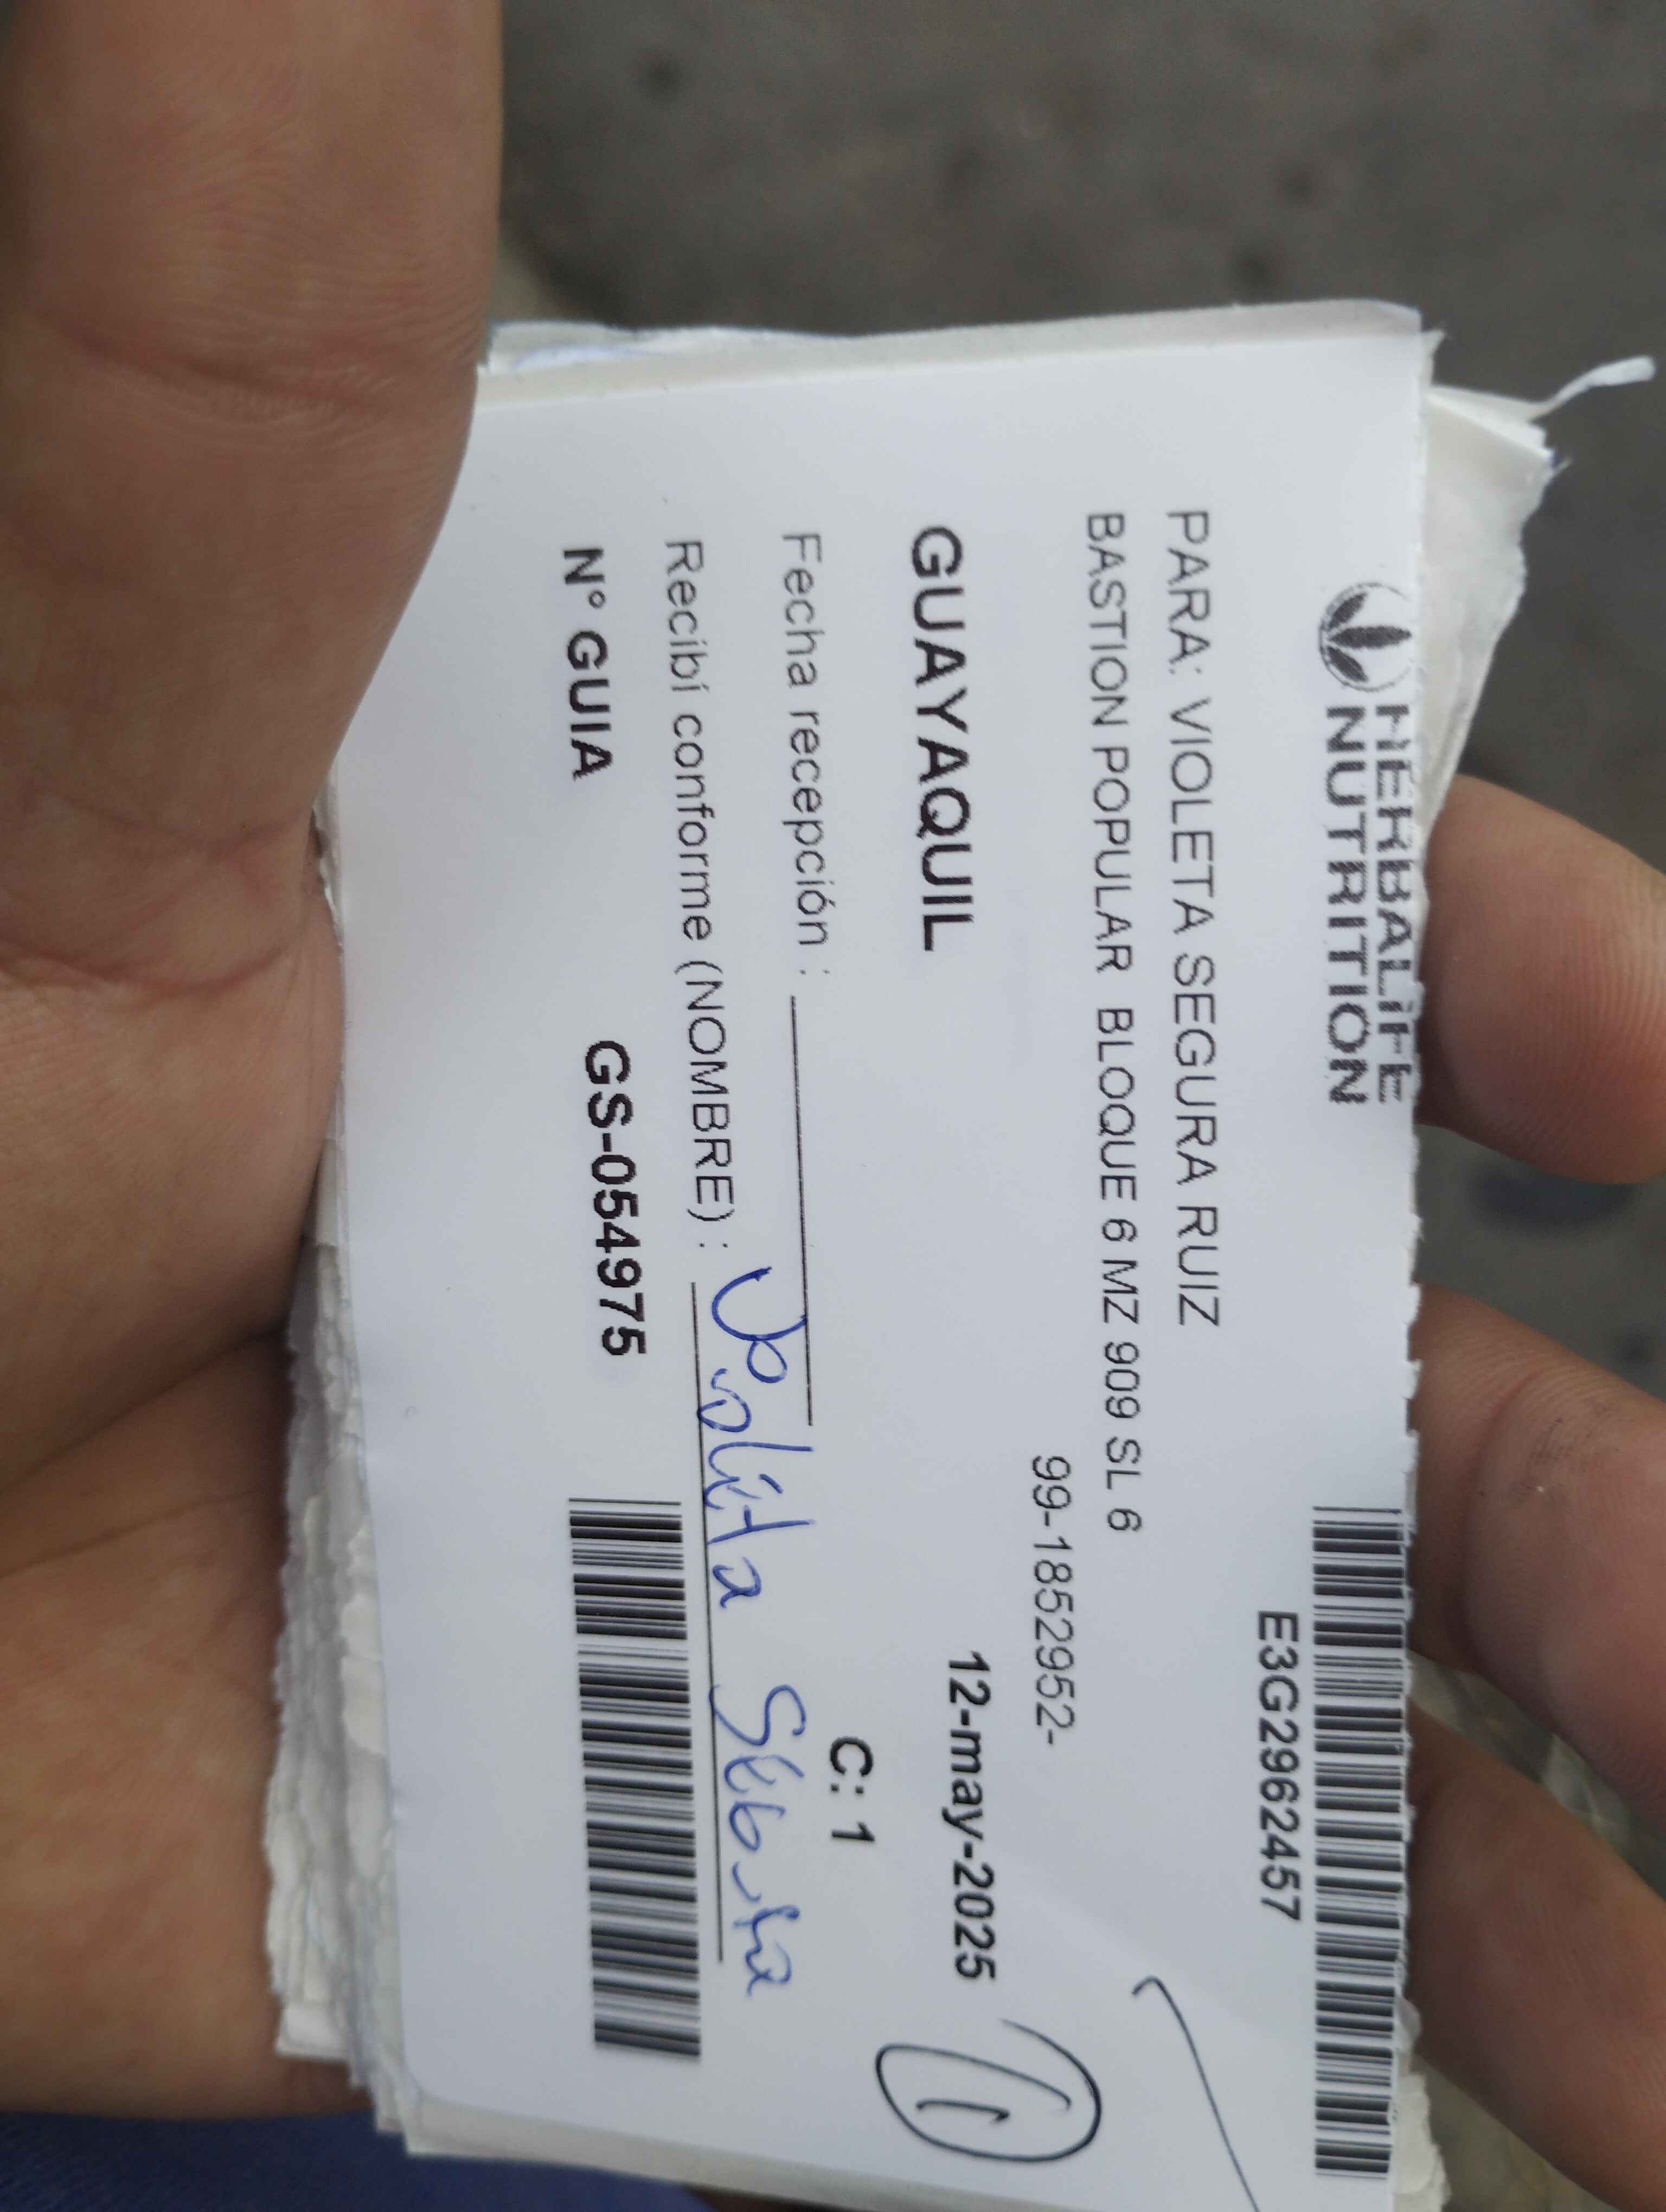 HERBALIFE
NUTRITION
E3G2962457
PARA: VIOLETA SEGURA RUIZ
BASTION POPULAR BLOQUE 6 MZ 909 SL 6
99-1852952-
GUAYAQUIL 12-may-2025
C: 1
Fecha recepción :
Recibí conforme (NOMBRE) :
N° GUIA GS-054975